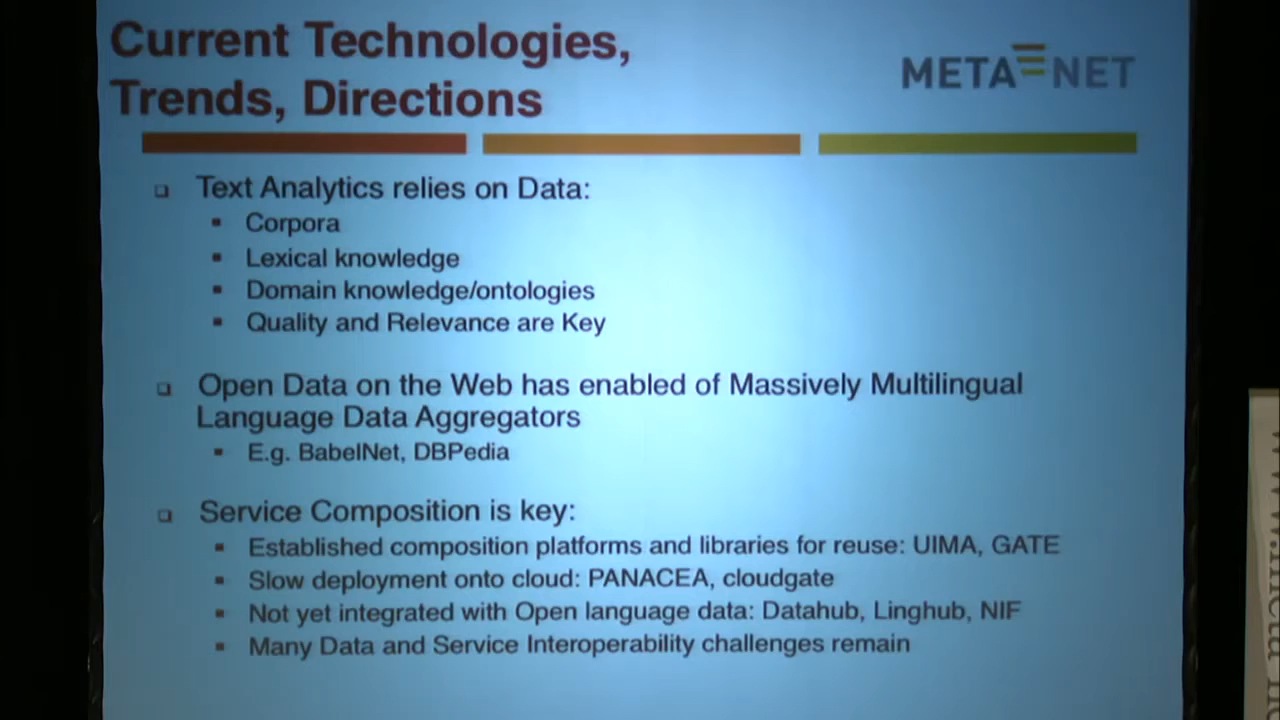 Current Technologies,
Trends, Directions
META NET
Text Analytics relies on Data:
Corpora
Lexical knowledge
Domain knowledge/ontologies
Quality and Relevance are Key
Open Data on the Web has enabled of Massively Multilingual
Language Data Aggregators
E.g. BabelNet, DBPedia
Service Composition is key:
Established composition platforms and libraries for reuse: UIMA, GATE
Slow deployment onto cloud: PANACEA, cloudgate
Not yet integrated with Open language data: Datahub, Linghub, NIF
Many Data and Service Interoperability challenges remain